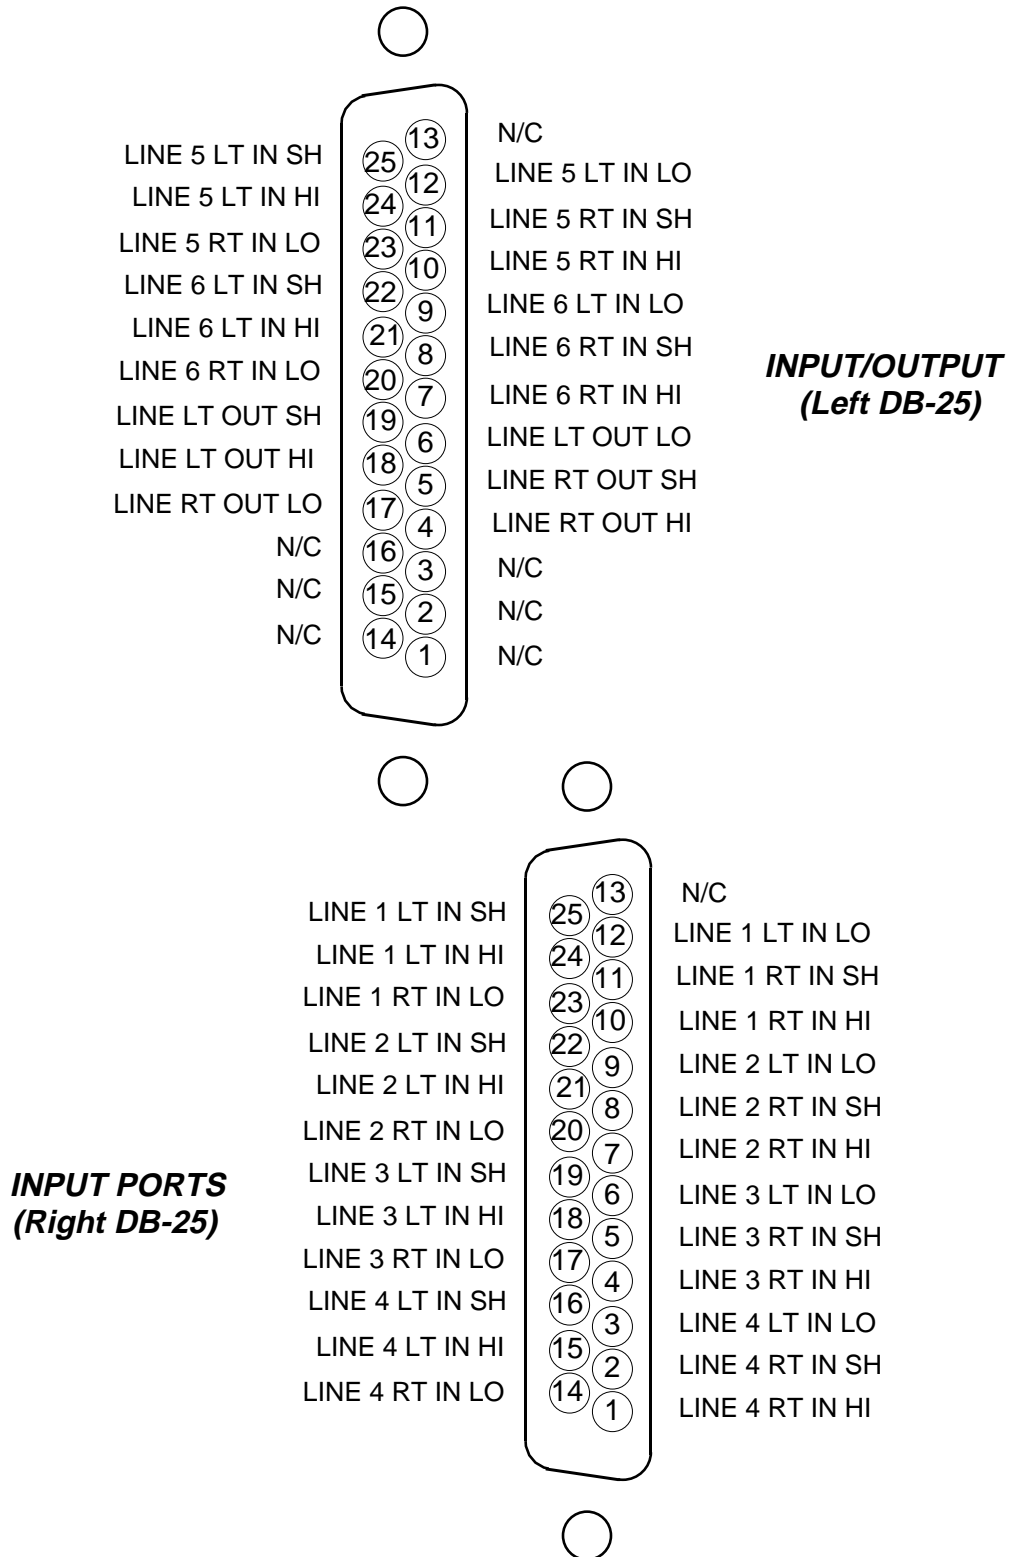 13
N/C
LINE 5 LT IN SH
25
12
LINE 5 LT IN LO
LINE 5 LT IN HI
24
11
LINE 5 RT IN SH
LINE 5 RT IN LO
23
10
LINE 5 RT IN HI
LINE 6 LT IN SH
22
9
LINE 6 LT IN LO
LINE 6 LT IN HI
21
8
LINE 6 RT IN SH
LINE 6 RT IN LO
20
7
LINE 6 RT IN HI
LINE LT OUT SH
19
6
LINE LT OUT LO
LINE LT OUT HI
18
5
LINE RT OUT SH
LINE RT OUT LO
17
4
LINE RT OUT HI
N/C
16
3
N/C
N/C
15
2
N/C
N/C
14
1
N/C
INPUT/OUTPUT
(Left DB-25)
13
N/C
LINE 1 LT IN SH
25
12
LINE 1 LT IN LO
LINE 1 LT IN HI
24
11
LINE 1 RT IN SH
LINE 1 RT IN LO
23
10
LINE 1 RT IN HI
LINE 2 LT IN SH
22
9
LINE 2 LT IN LO
LINE 2 LT IN HI
21
8
LINE 2 RT IN SH
LINE 2 RT IN LO
20
7
LINE 2 RT IN HI
LINE 3 LT IN SH
19
6
LINE 3 LT IN LO
LINE 3 LT IN HI
18
5
LINE 3 RT IN SH
LINE 3 RT IN LO
17
4
LINE 3 RT IN HI
LINE 4 LT IN SH
16
3
LINE 4 LT IN LO
LINE 4 LT IN HI
15
2
LINE 4 RT IN SH
LINE 4 RT IN LO
14
1
LINE 4 RT IN HI
INPUT PORTS
(Right DB-25)